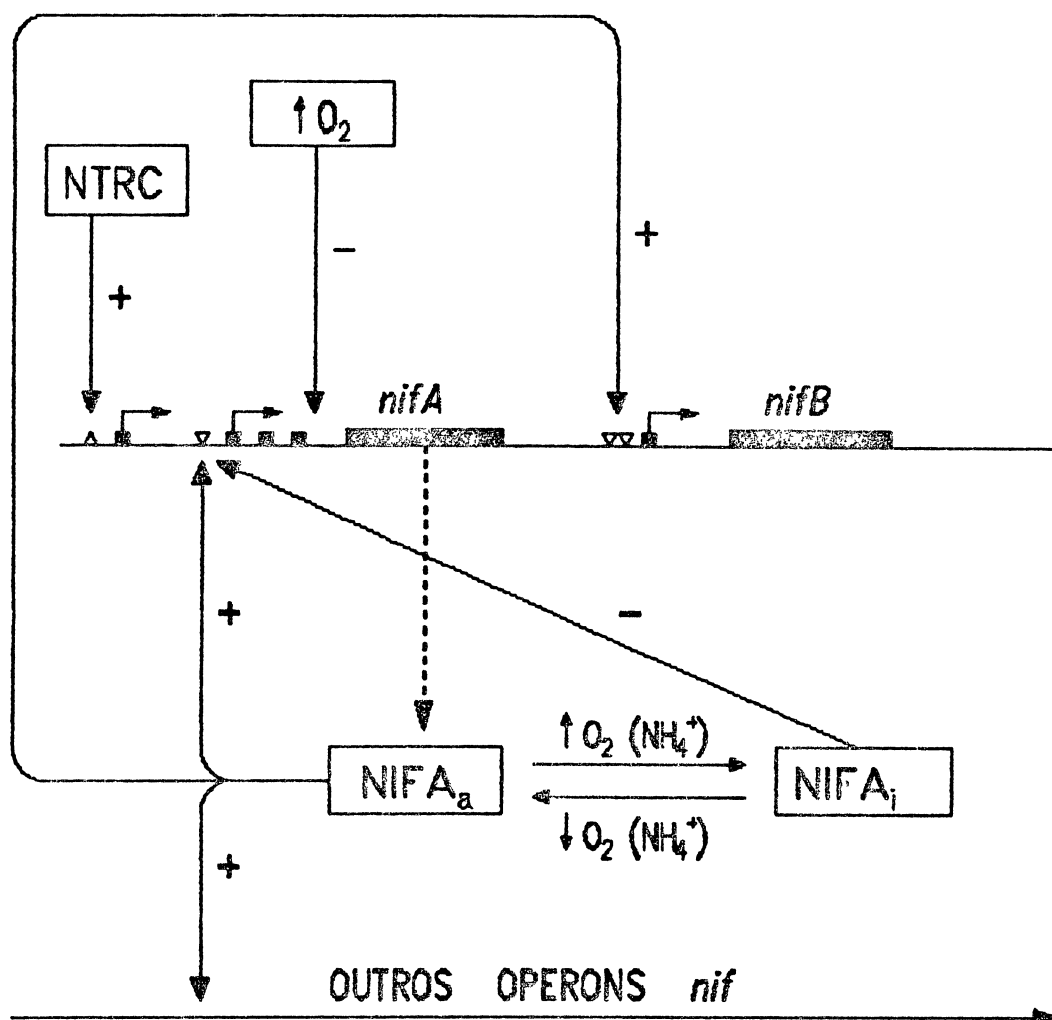 ↑ O₂
NTRC
+
−
+
nifA
nifB
+
−
↑ O₂ (NH₄⁺)
NIFAₐ
NIFAᵢ
↓ O₂ (NH₄⁺)
+
OUTROS OPERONS nif